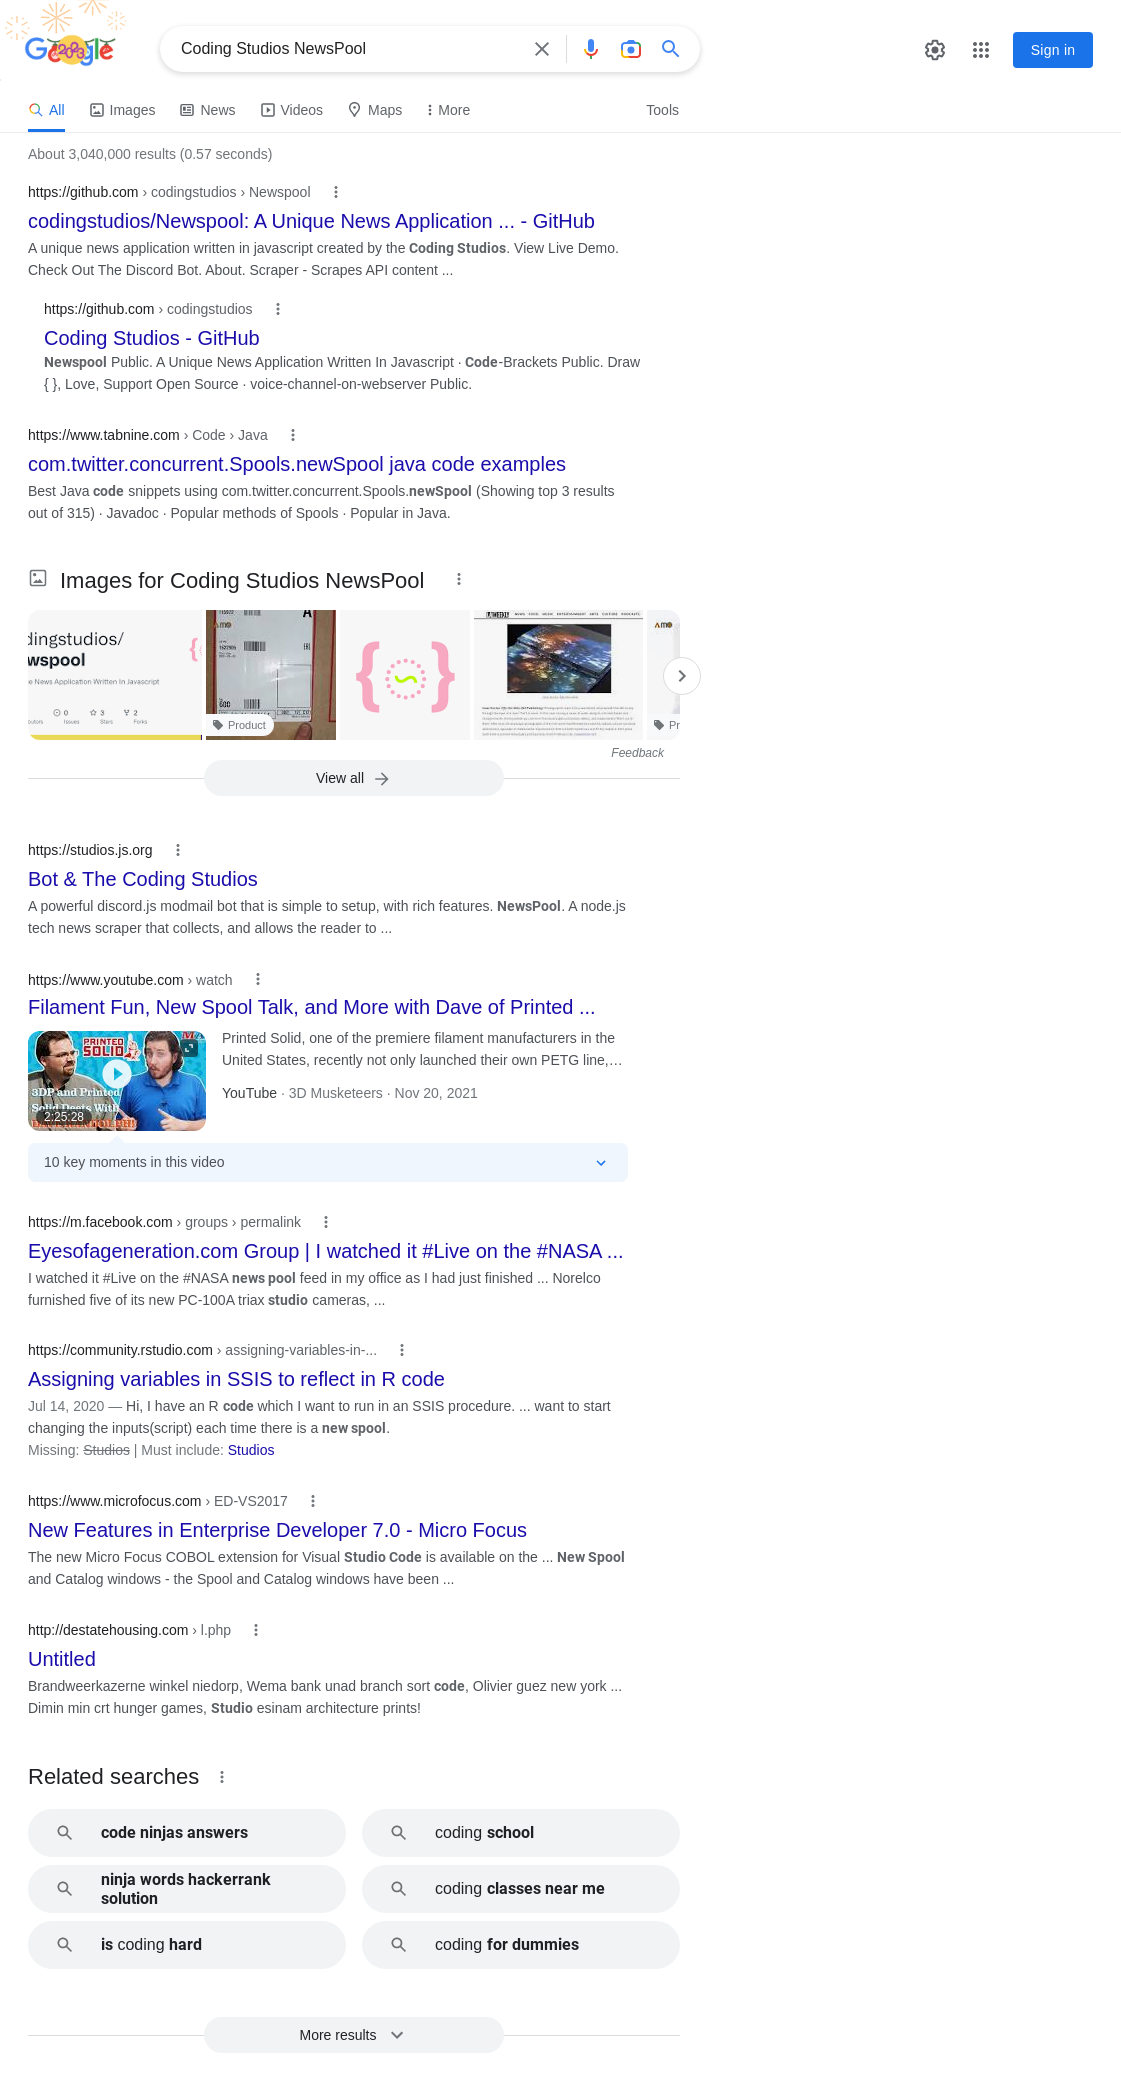 Google
2023
Coding Studios NewsPool
Sign in
All Images News Videos Maps More Tools
About 3,040,000 results (0.57 seconds)
https://github.com › codingstudios › Newspool
codingstudios/Newspool: A Unique News Application ... - GitHub
A unique news application written in javascript created by the Coding Studios. View Live Demo.
Check Out The Discord Bot. About. Scraper - Scrapes API content ...
https://github.com › codingstudios
Coding Studios - GitHub
Newspool Public. A Unique News Application Written In Javascript · Code-Brackets Public. Draw
{ }, Love, Support Open Source · voice-channel-on-webserver Public.
https://www.tabnine.com › Code › Java
com.twitter.concurrent.Spools.newSpool java code examples
Best Java code snippets using com.twitter.concurrent.Spools.newSpool (Showing top 3 results
out of 315) · Javadoc · Popular methods of Spools · Popular in Java.
Images for Coding Studios NewsPool
dingstudios/
wspool
e News Application Written In Javascript
0
Issues
3
Stars
2
Forks
Product
WEEKLY
Pr
Feedback
View all
https://studios.js.org
Bot & The Coding Studios
A powerful discord.js modmail bot that is simple to setup, with rich features. NewsPool. A node.js
tech news scraper that collects, and allows the reader to ...
https://www.youtube.com › watch
Filament Fun, New Spool Talk, and More with Dave of Printed ...
PRINTED
SOLID
3DP and Printed
Solid Deets With
2:25:28
Printed Solid, one of the premiere filament manufacturers in the
United States, recently not only launched their own PETG line,…
YouTube · 3D Musketeers · Nov 20, 2021
10 key moments in this video
https://m.facebook.com › groups › permalink
Eyesofageneration.com Group | I watched it #Live on the #NASA ...
I watched it #Live on the #NASA news pool feed in my office as I had just finished ... Norelco
furnished five of its new PC-100A triax studio cameras, ...
https://community.rstudio.com › assigning-variables-in-...
Assigning variables in SSIS to reflect in R code
Jul 14, 2020 — Hi, I have an R code which I want to run in an SSIS procedure. ... want to start
changing the inputs(script) each time there is a new spool.
Missing: Studios | Must include: Studios
https://www.microfocus.com › ED-VS2017
New Features in Enterprise Developer 7.0 - Micro Focus
The new Micro Focus COBOL extension for Visual Studio Code is available on the ... New Spool
and Catalog windows - the Spool and Catalog windows have been ...
http://destatehousing.com › l.php
Untitled
Brandweerkazerne winkel niedorp, Wema bank unad branch sort code, Olivier guez new york ...
Dimin min crt hunger games, Studio esinam architecture prints!
Related searches
code ninjas answers
coding school
ninja words hackerrank
solution
coding classes near me
is coding hard
coding for dummies
More results